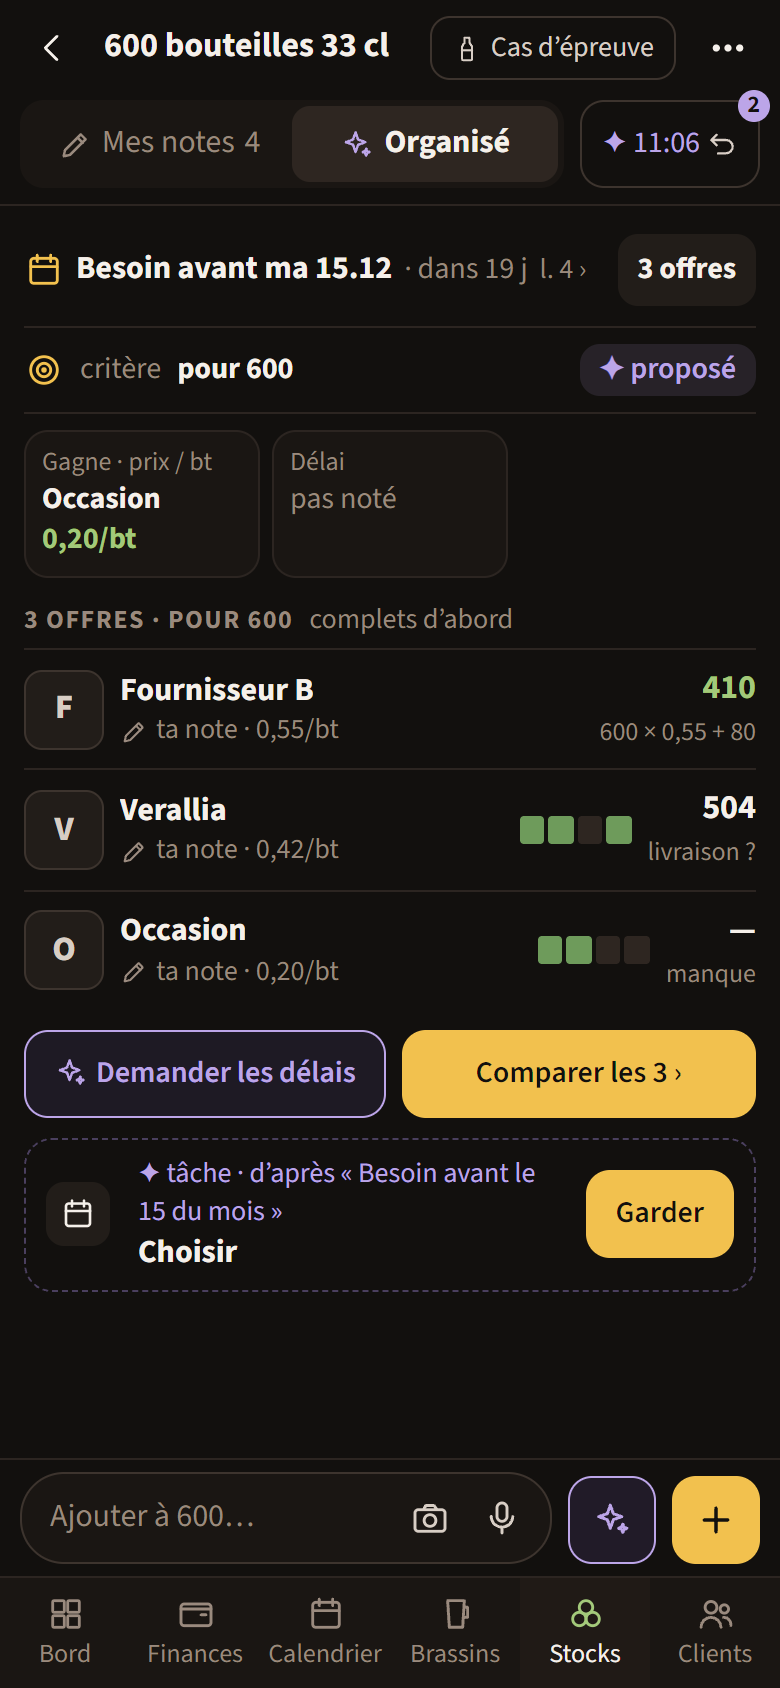 600 bouteilles 33 cl
Cas d'épreuve
Mes notes 4
Organisé
11:06
2
Besoin avant ma 15.12 · dans 19 j l. 4 ›
3 offres
critère pour 600
proposé
Gagne · prix / bt
Occasion
0,20/bt
Délai
pas noté
3 OFFRES · POUR 600 complets d'abord
F
Fournisseur B
ta note · 0,55/bt
410
600 × 0,55 + 80
V
Verallia
ta note · 0,42/bt
504
livraison ?
O
Occasion
ta note · 0,20/bt
—
manque
Demander les délais
Comparer les 3 ›
tâche · d'après « Besoin avant le
15 du mois »
Choisir
Garder
Ajouter à 600…
Bord
Finances
Calendrier
Brassins
Stocks
Clients